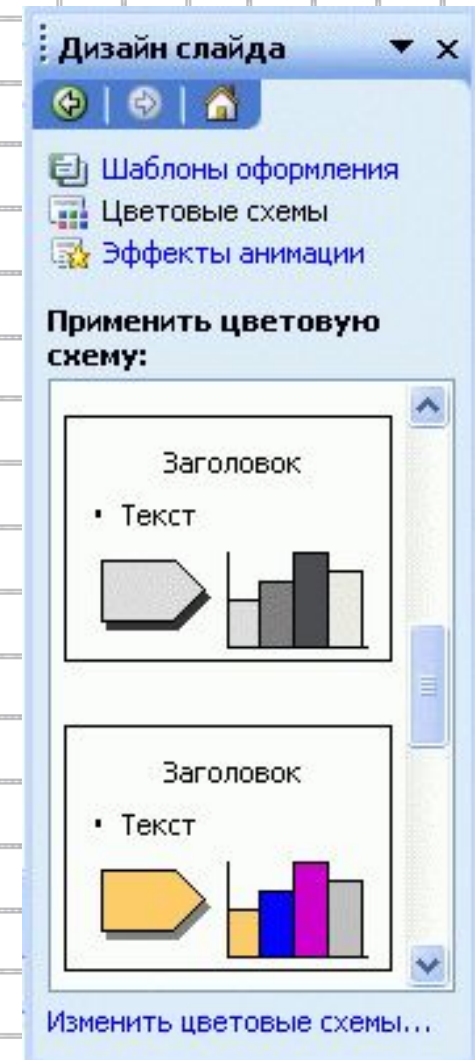 Дизайн слайда
Шаблоны оформления
Цветовые схемы
Эффекты анимации
Применить цветовую
схему:
Заголовок
• Текст
Заголовок
• Текст
Изменить цветовые схемы...